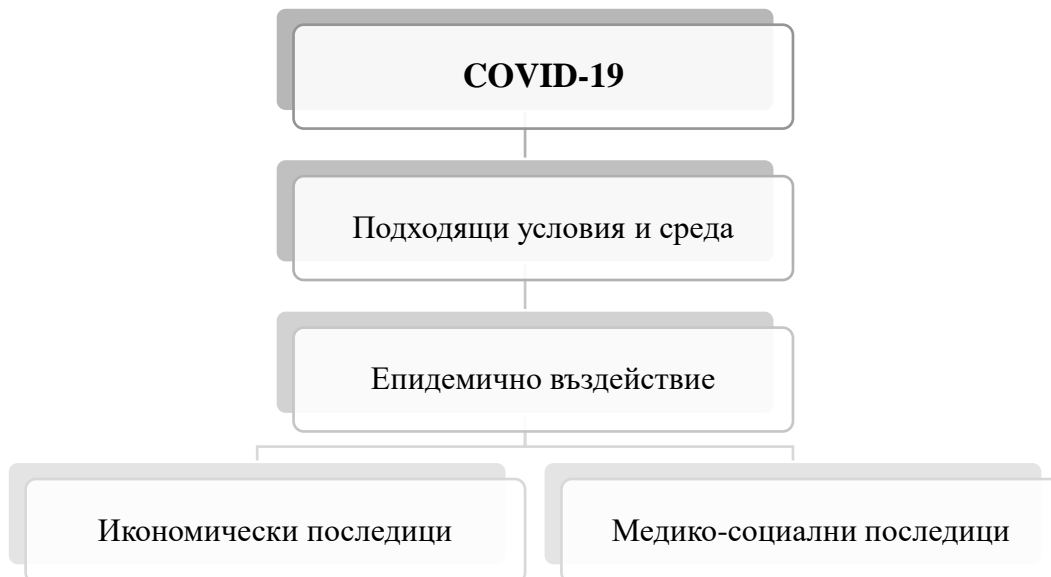 COVID-19
Подходящи условия и среда
Епидемично въздействие
Икономически последици
Медико-социални последици